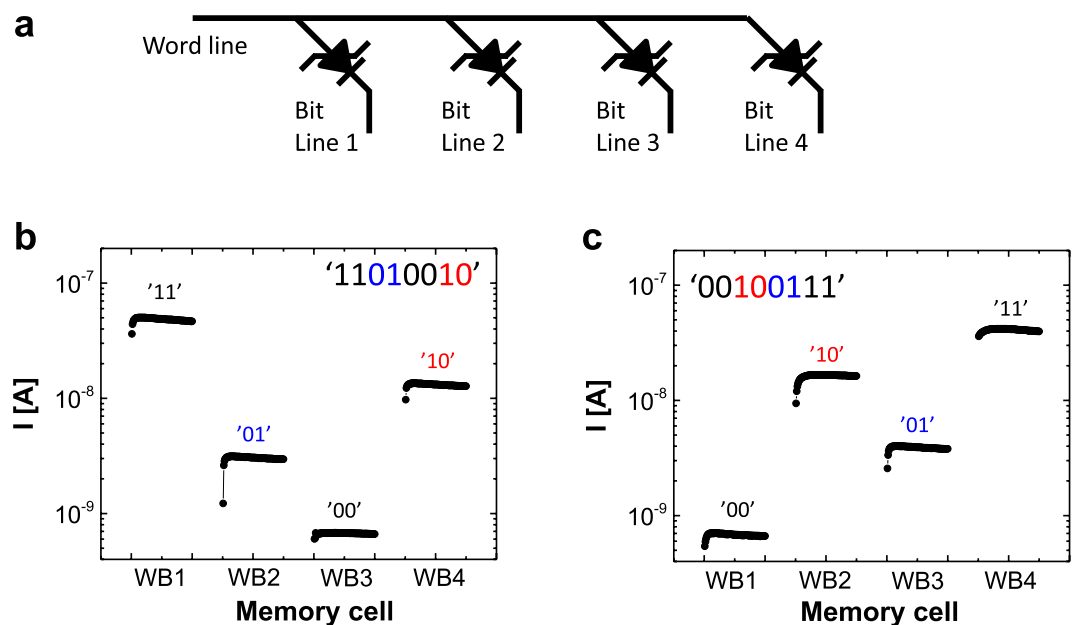 a
Word line
Bit
Line 1
Bit
Line 2
Bit
Line 3
Bit
Line 4
b
‘11010010’
10⁻⁷
10⁻⁸
10⁻⁹
I [A]
’11’
’01’
’00’
’10’
WB1 WB2 WB3 WB4
Memory cell
c
‘00100111’
10⁻⁷
10⁻⁸
10⁻⁹
I [A]
’00’
’10’
’01’
’11’
WB1 WB2 WB3 WB4
Memory cell